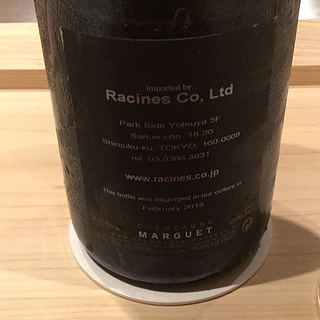 Imported by:
Racines Co, Ltd
Park Side Yotsuya 5F
San-ei-cho 18-20
Shinjuku-ku, TOKYO, 160-0008
Tel. 03 5366 3931
www.racines.co.jp
This bottle was disgorged in our cellars in
February 2018
CHAMPAGNE
MARGUET